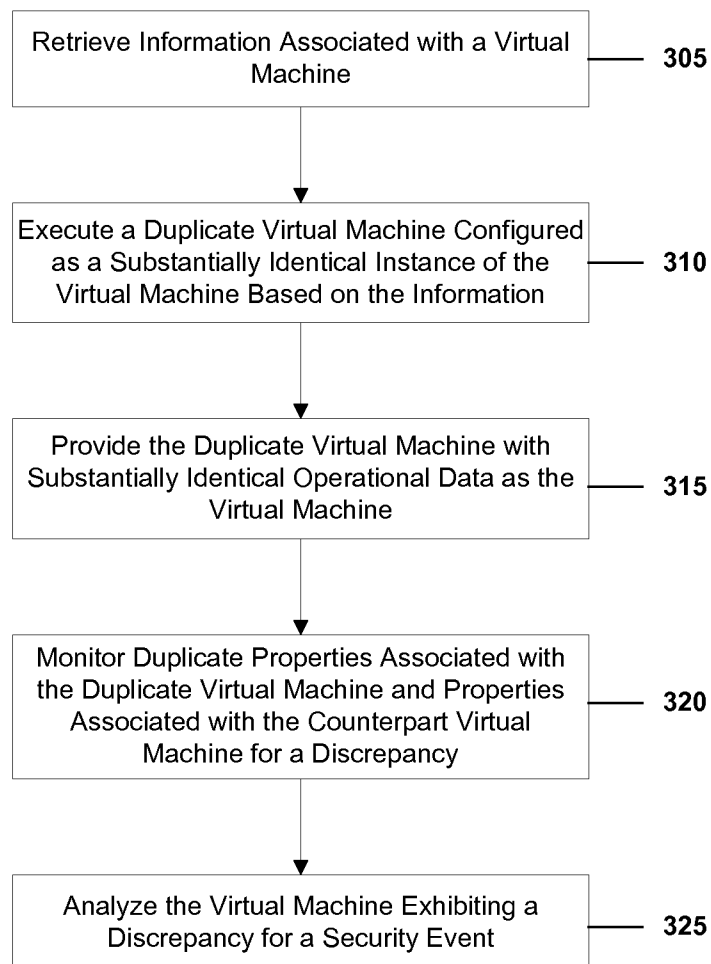 Retrieve Information Associated with a Virtual
Machine
305
Execute a Duplicate Virtual Machine Configured
as a Substantially Identical Instance of the
Virtual Machine Based on the Information
310
Provide the Duplicate Virtual Machine with
Substantially Identical Operational Data as the
Virtual Machine
315
Monitor Duplicate Properties Associated with
the Duplicate Virtual Machine and Properties
Associated with the Counterpart Virtual
Machine for a Discrepancy
320
Analyze the Virtual Machine Exhibiting a
Discrepancy for a Security Event
325